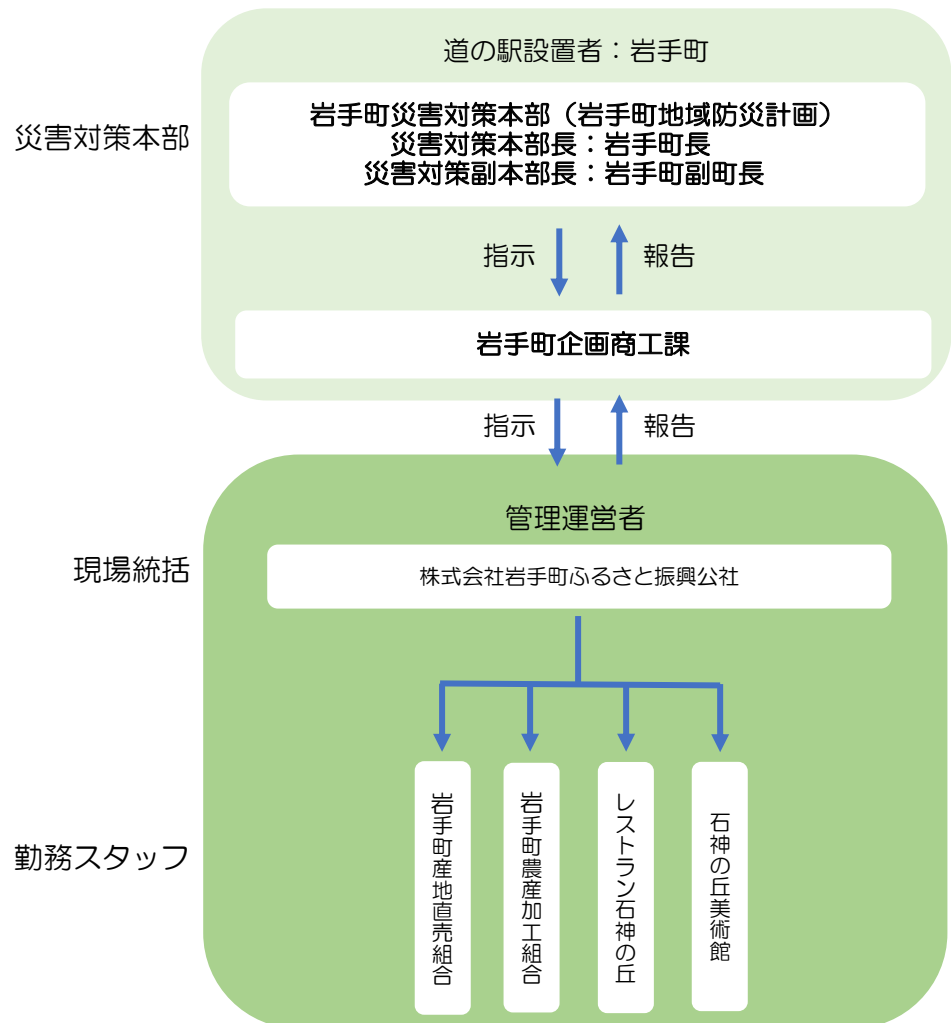 道の駅設置者：岩手町
災害対策本部
岩手町災害対策本部（岩手町地域防災計画）
災害対策本部長：岩手町長
災害対策副本部長：岩手町副町長
指示
報告
岩手町企画商工課
指示
報告
管理運営者
現場統括
株式会社岩手町ふるさと振興公社
勤務スタッフ
岩手町産地直売組合
岩手町農産加工組合
レストラン石神の丘
石神の丘美術館